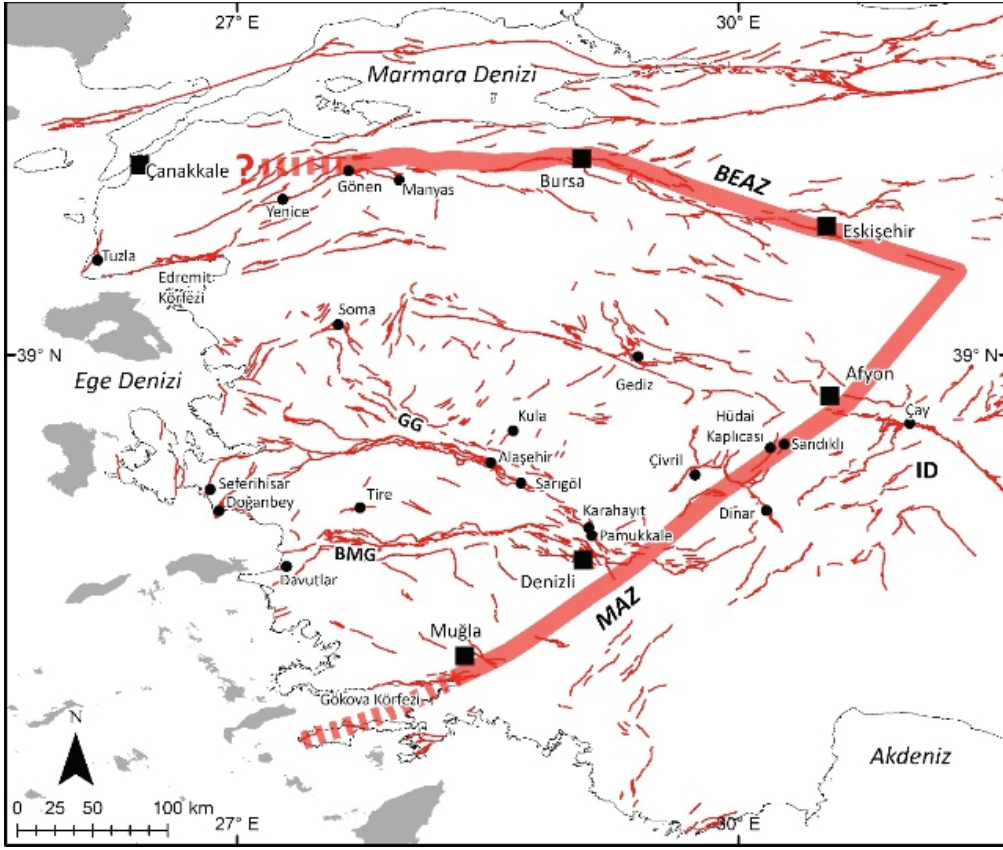 27° E
30° E
Marmara Denizi
Çanakkale
?
Gönen
Manyas
Bursa
BEAZ
Yenice
Eskişehir
Tuzla
Edremit
Körfezi
Soma
39° N
39° N
Ege Denizi
Gediz
Afyon
GG
Kula
Hüdai
Kaplıcası
Sarıdıklı
Çay
Alaşehir
Çivril
ID
Seferihisar
Sarıgöl
Doğanbey
Tire
Karahayıt
Dinar
Pamukkale
BMG
Denizli
Davutlar
MAZ
Muğla
Gökova Körfezi
N
Akdeniz
0 25 50 100 km
27° E
30° E